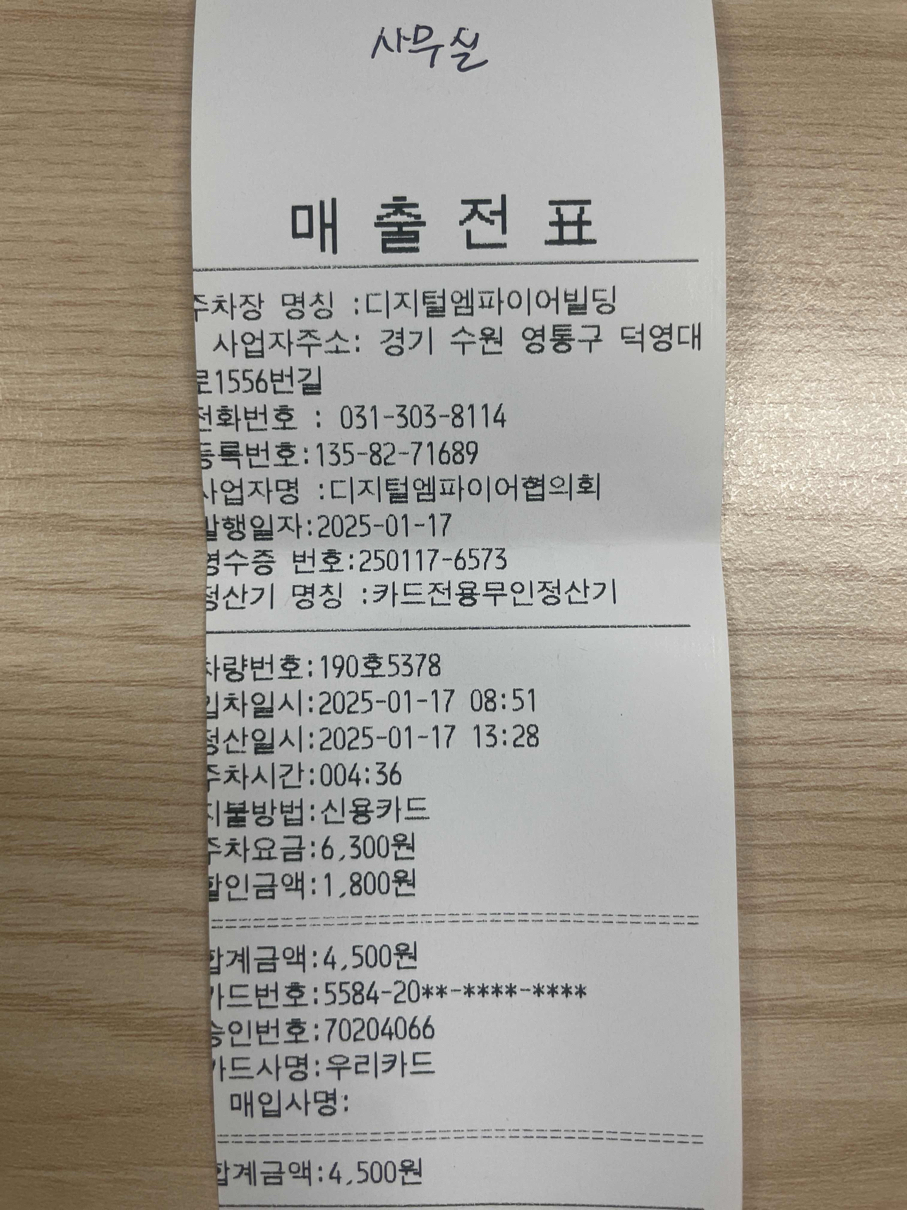 사무실
매출전표
주차장 명칭 :디지털엠파이어빌딩
사업자주소: 경기 수원 영통구 덕영대
로1556번길
전화번호 : 031-303-8114
등록번호:135-82-71689
사업자명 :디지털엠파이어협의회
발행일자:2025-01-17
영수증 번호:250117-6573
정산기 명칭 :카드전용무인정산기
차량번호:190호5378
입차일시:2025-01-17 08:51
정산일시:2025-01-17 13:28
주차시간:004:36
지불방법:신용카드
주차요금:6,300원
할인금액:1,800원
합계금액:4,500원
카드번호:5584-20**-****-****
승인번호:70204066
카드사명:우리카드
매입사명:
합계금액:4,500원